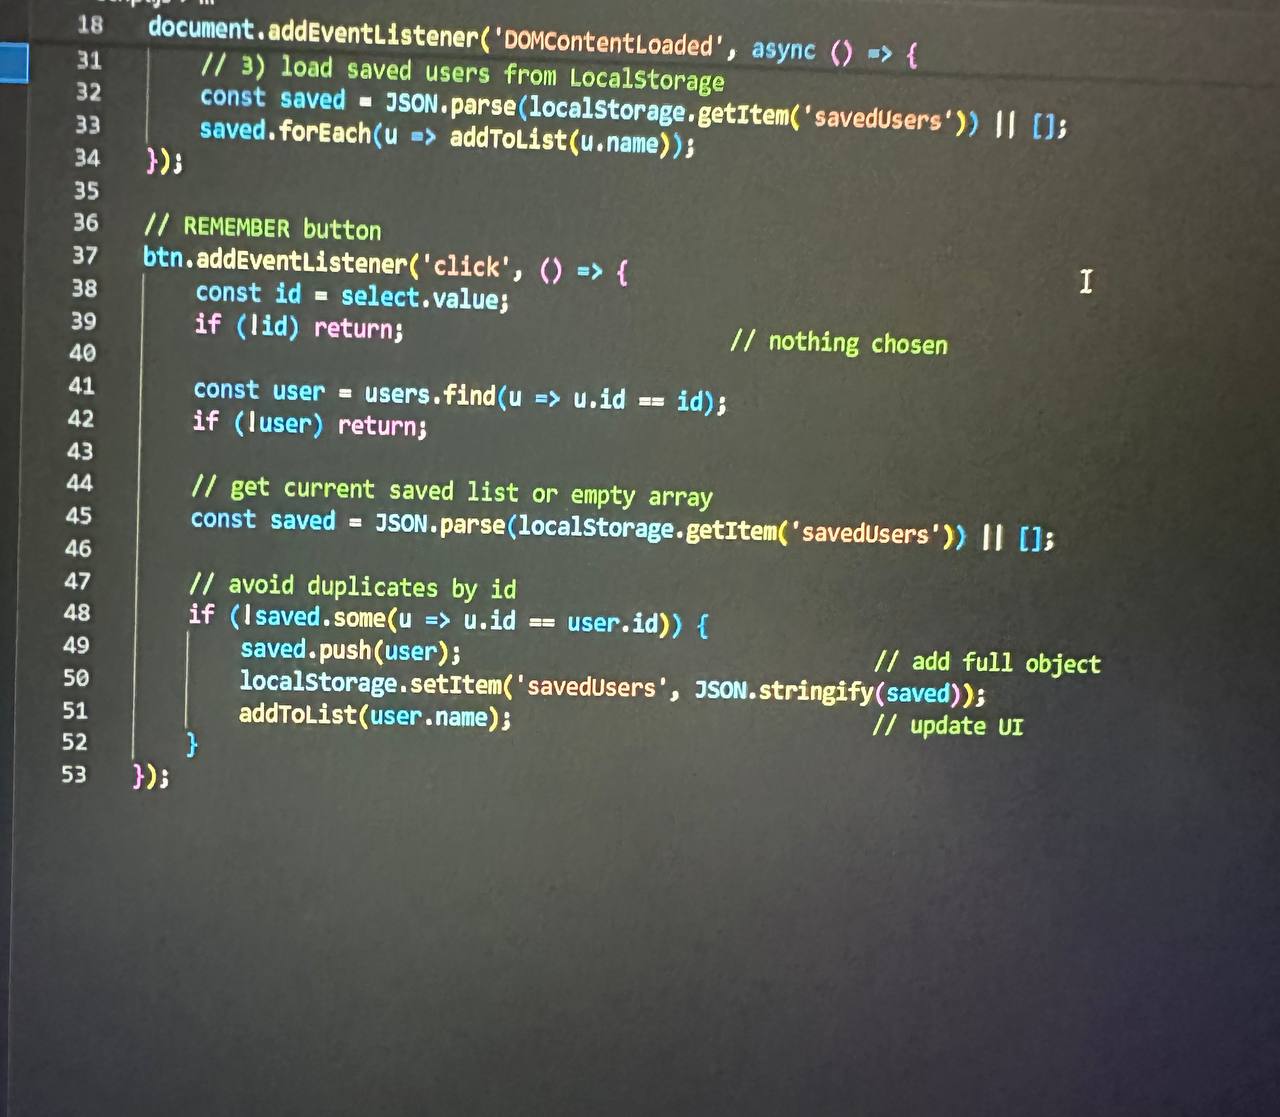 18 document.addEventListener('DOMContentLoaded', async () => {
31 // 3) load saved users from LocalStorage
32 const saved = JSON.parse(localStorage.getItem('savedUsers')) || [];
33 saved.forEach(u => addToList(u.name));
34 });
35
36 // REMEMBER button
37 btn.addEventListener('click', () => {
38 const id = select.value;
39 if (!id) return; // nothing chosen
40
41 const user = users.find(u => u.id == id);
42 if (!user) return;
43
44 // get current saved list or empty array
45 const saved = JSON.parse(localStorage.getItem('savedUsers')) || [];
46
47 // avoid duplicates by id
48 if (!saved.some(u => u.id == user.id)) {
49 saved.push(user); // add full object
50 localStorage.setItem('savedUsers', JSON.stringify(saved));
51 addToList(user.name); // update UI
52 }
53 });